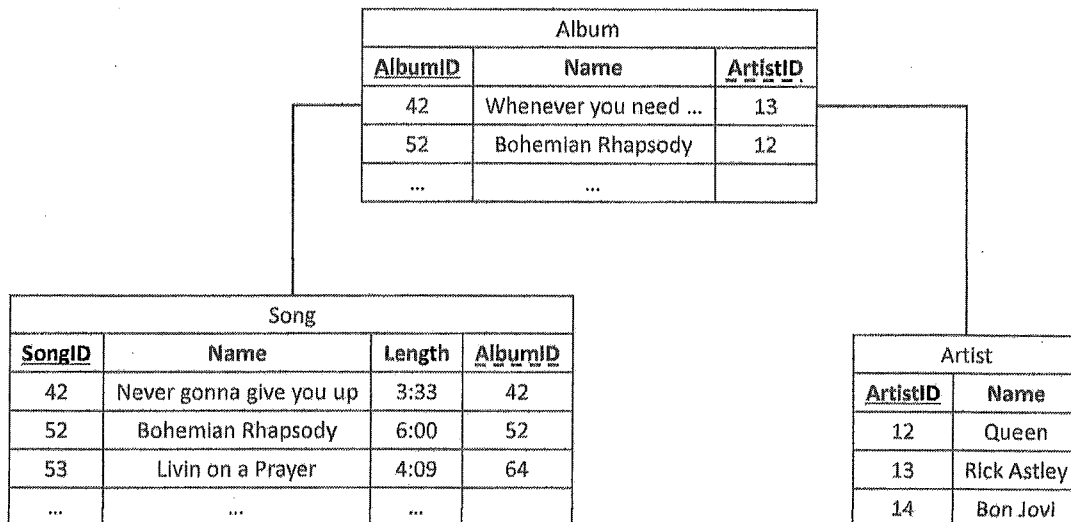 Album
AlbumID Name ArtistID
42 Whenever you need ... 13
52 Bohemian Rhapsody 12
... ...
Song
SongID Name Length AlbumID
42 Never gonna give you up 3:33 42
52 Bohemian Rhapsody 6:00 52
53 Livin on a Prayer 4:09 64
... ... ...
Artist
ArtistID Name
12 Queen
13 Rick Astley
14 Bon Jovi